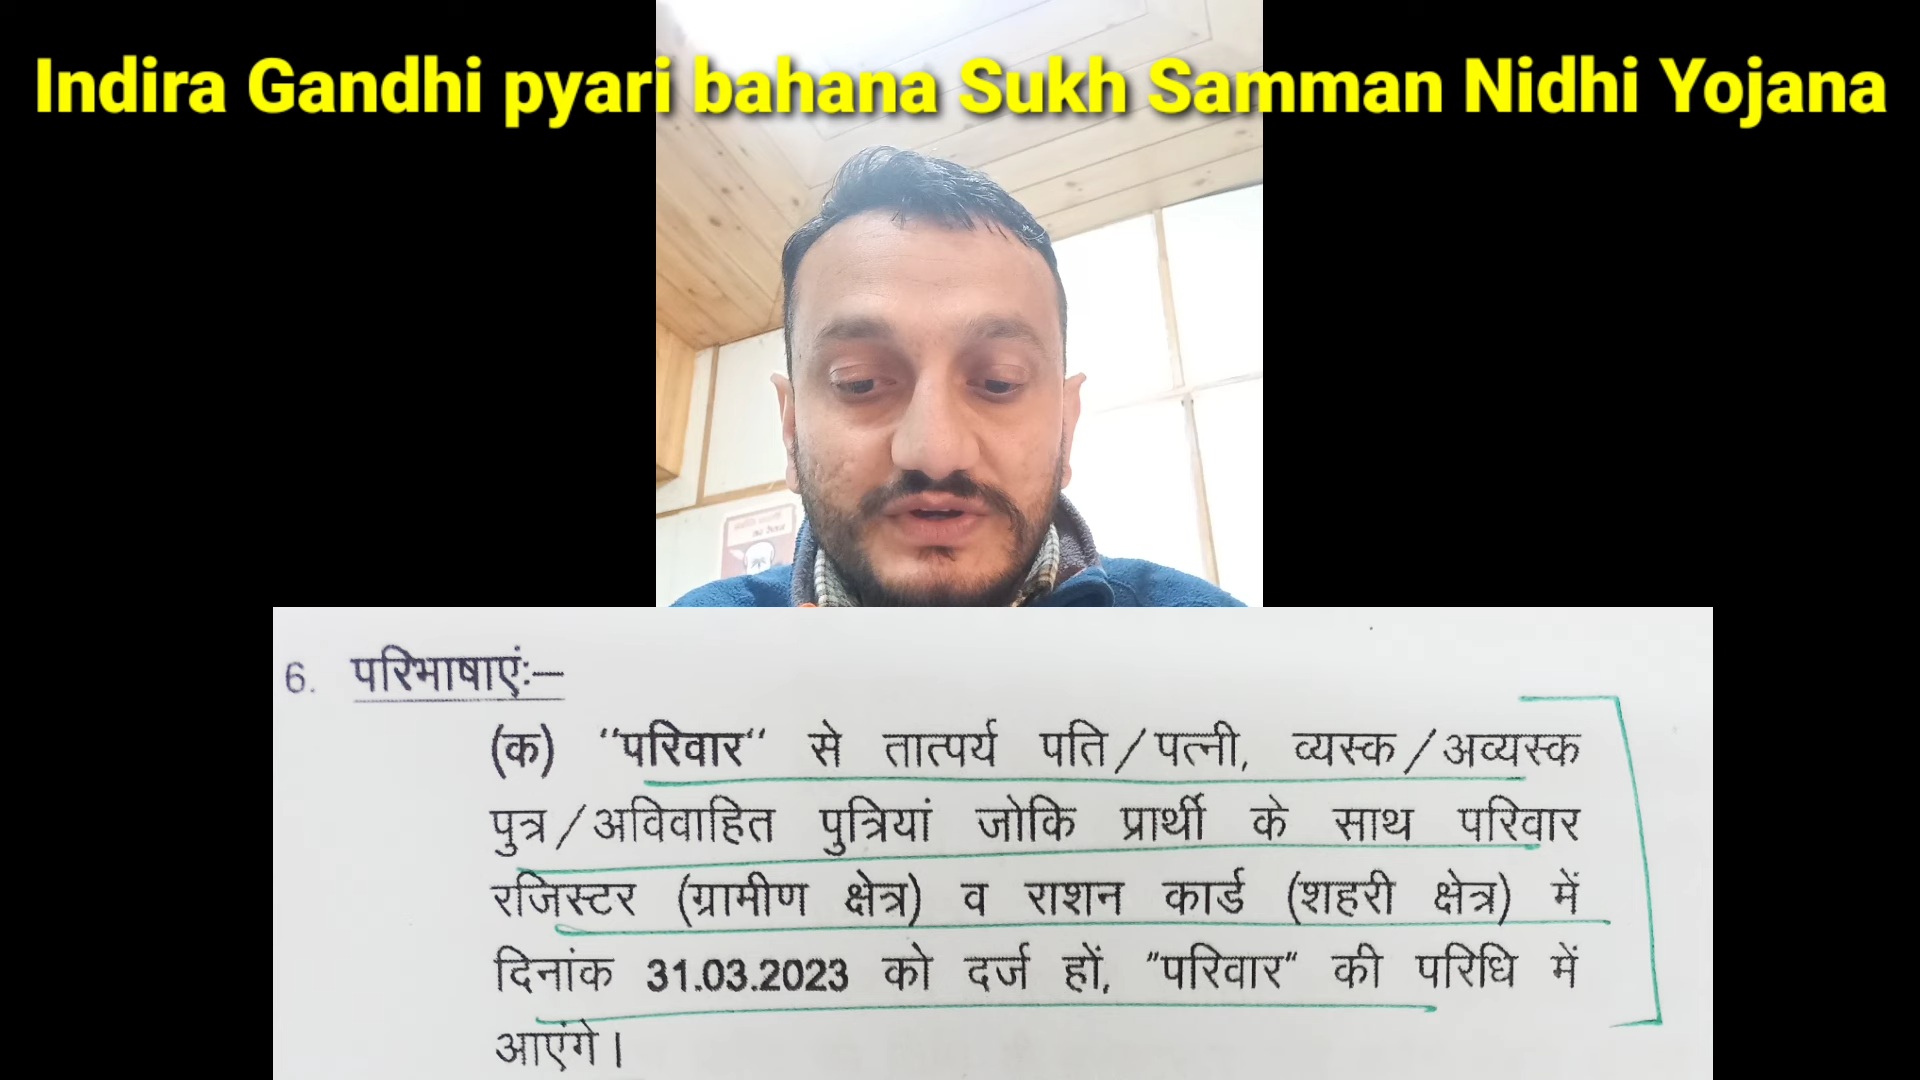 Indira Gandhi pyari bahana Sukh Samman Nidhi Yojana
6. परिभाषाएं:—
(क) "परिवार" से तात्पर्य पति/पत्नी, व्यस्क/अव्यस्क
पुत्र/अविवाहित पुत्रियां जोकि प्रार्थी के साथ परिवार
रजिस्टर (ग्रामीण क्षेत्र) व राशन कार्ड (शहरी क्षेत्र) में
दिनांक 31.03.2023 को दर्ज हों, "परिवार" की परिधि में
आएंगे।